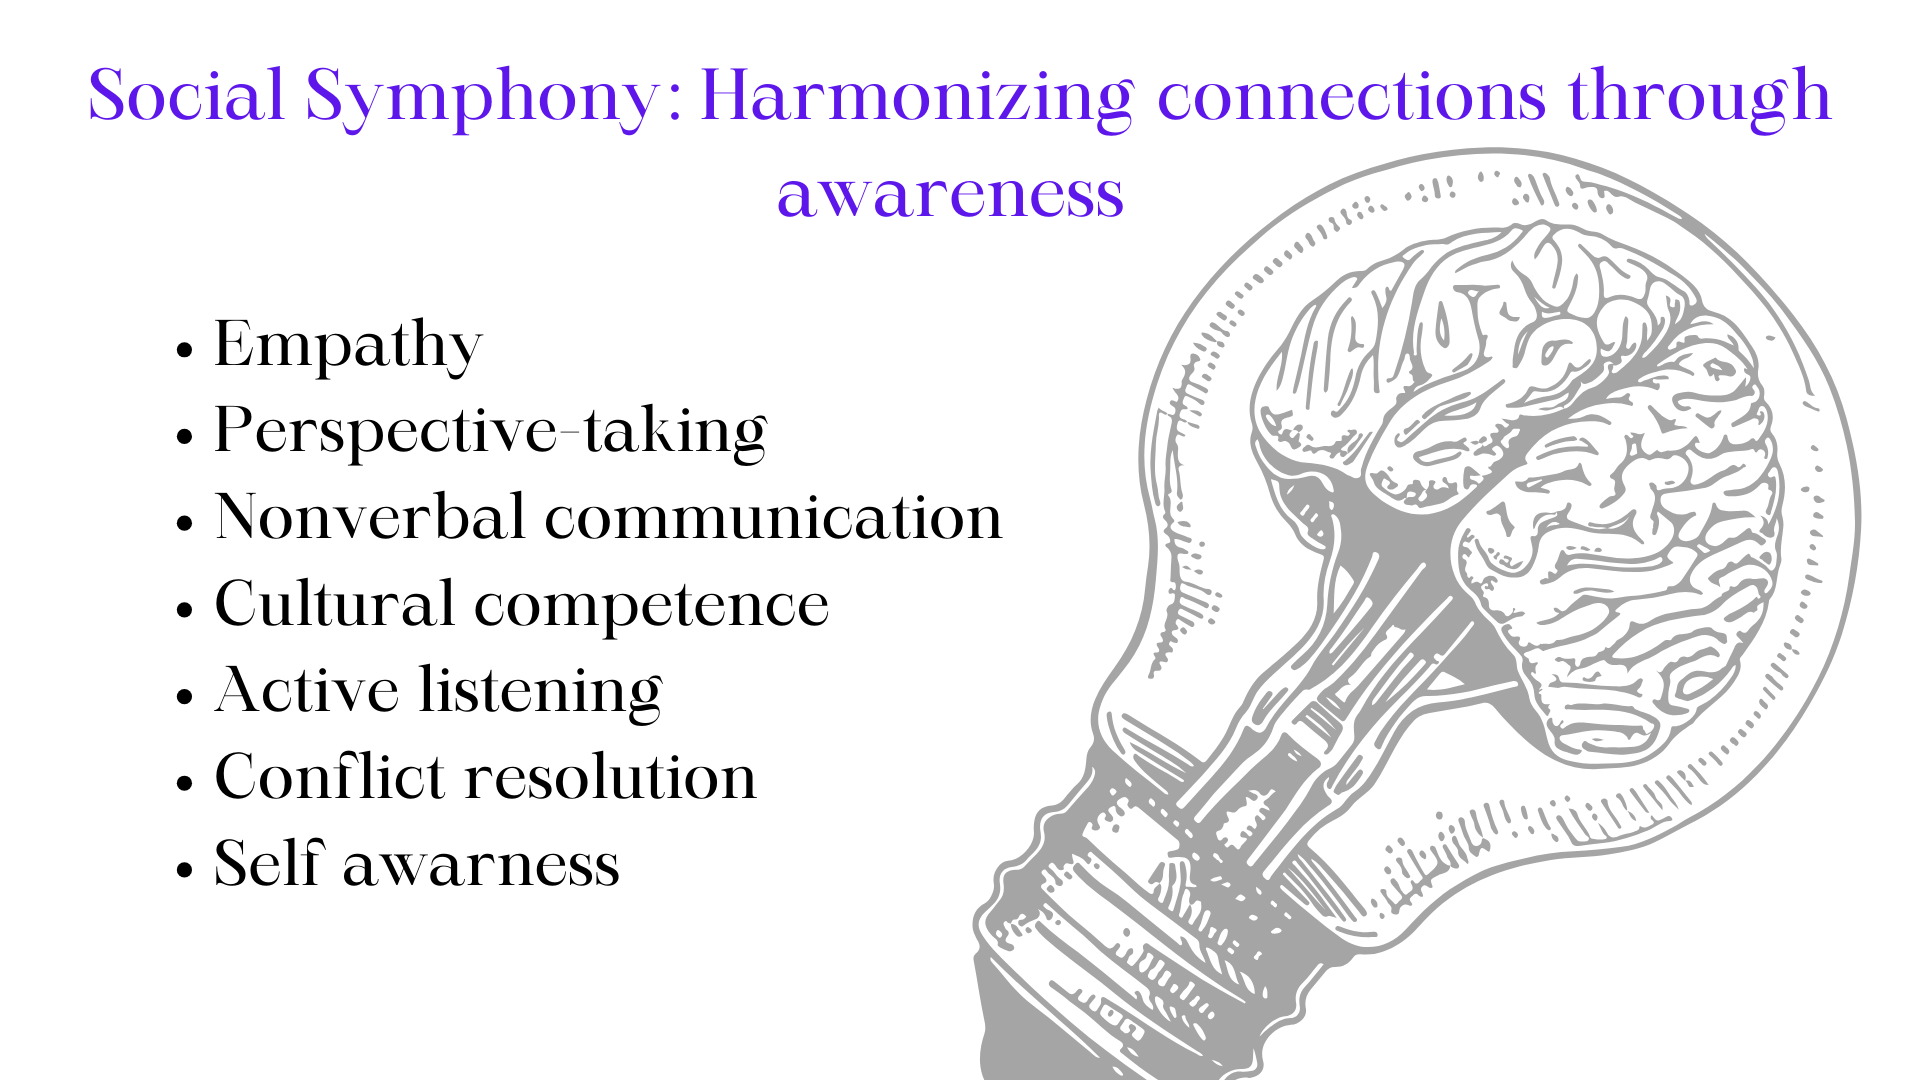 Social Symphony: Harmonizing connections through
awareness
• Empathy
• Perspective-taking
• Nonverbal communication
• Cultural competence
• Active listening
• Conflict resolution
• Self awarness